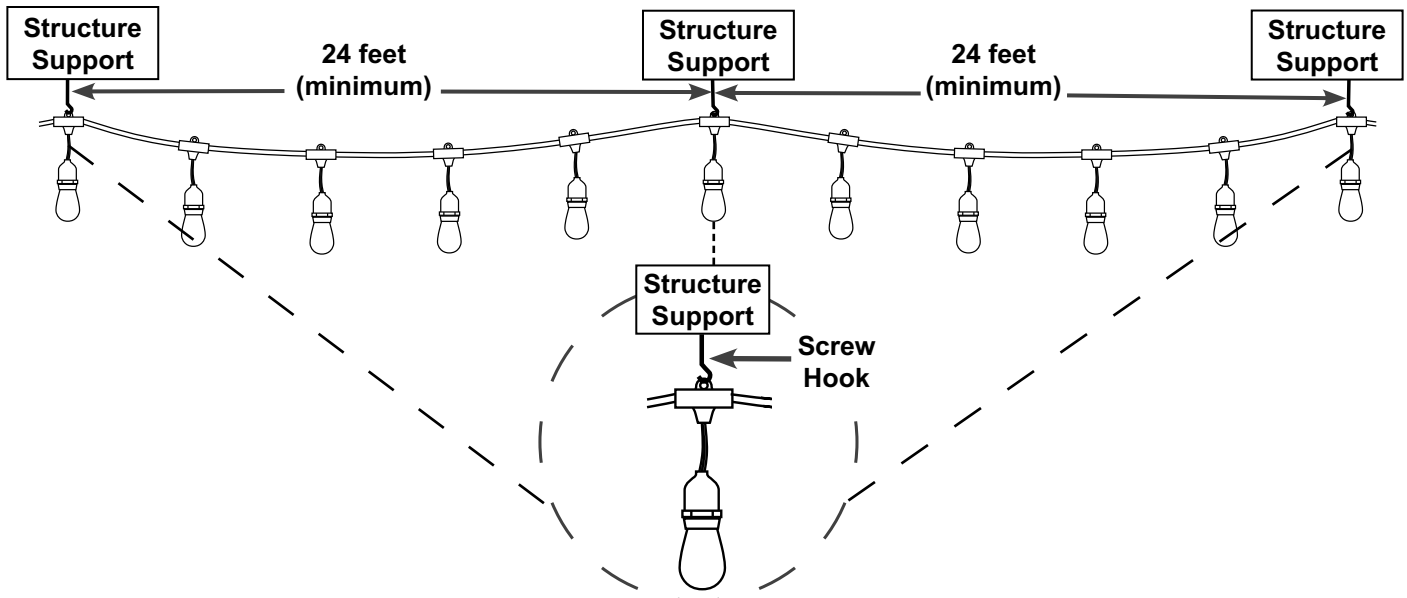 Structure
Support
24 feet
(minimum)
Structure
Support
24 feet
(minimum)
Structure
Support
Structure
Support
Screw
Hook